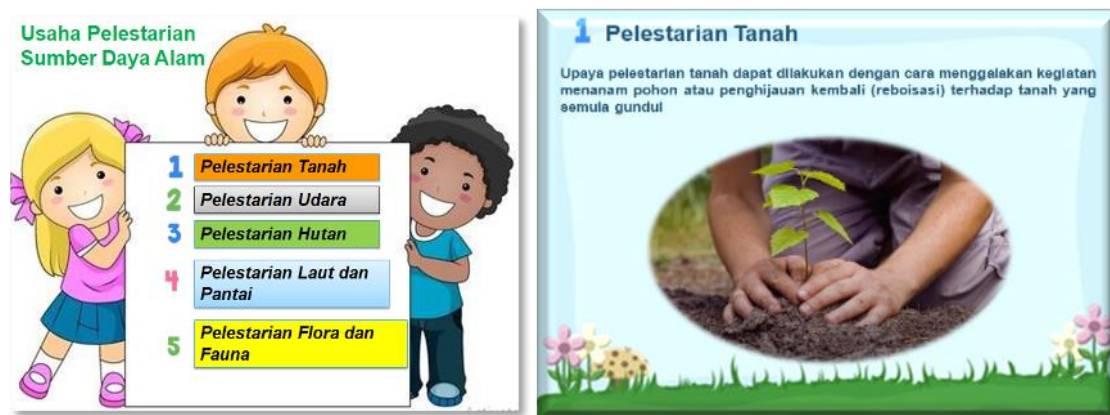 Usaha Pelestarian
Sumber Daya Alam
1 Pelestarian Tanah
2 Pelestarian Udara
3 Pelestarian Hutan
4 Pelestarian Laut dan
Pantai
5 Pelestarian Flora dan
Fauna
1 Pelestarian Tanah
Upaya pelestarian tanah dapat dilakukan dengan cara menggalakan kegiatan
menanam pohon atau penghijauan kembali (reboisasi) terhadap tanah yang
semula gundul